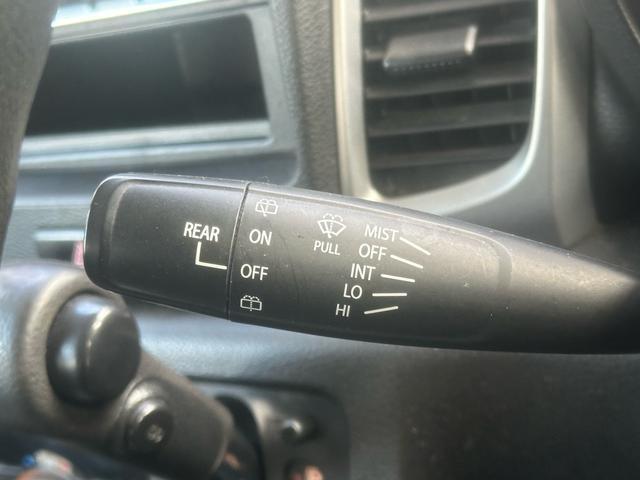 REAR
ON
OFF
PULL
MIST
OFF
INT
LO
HI